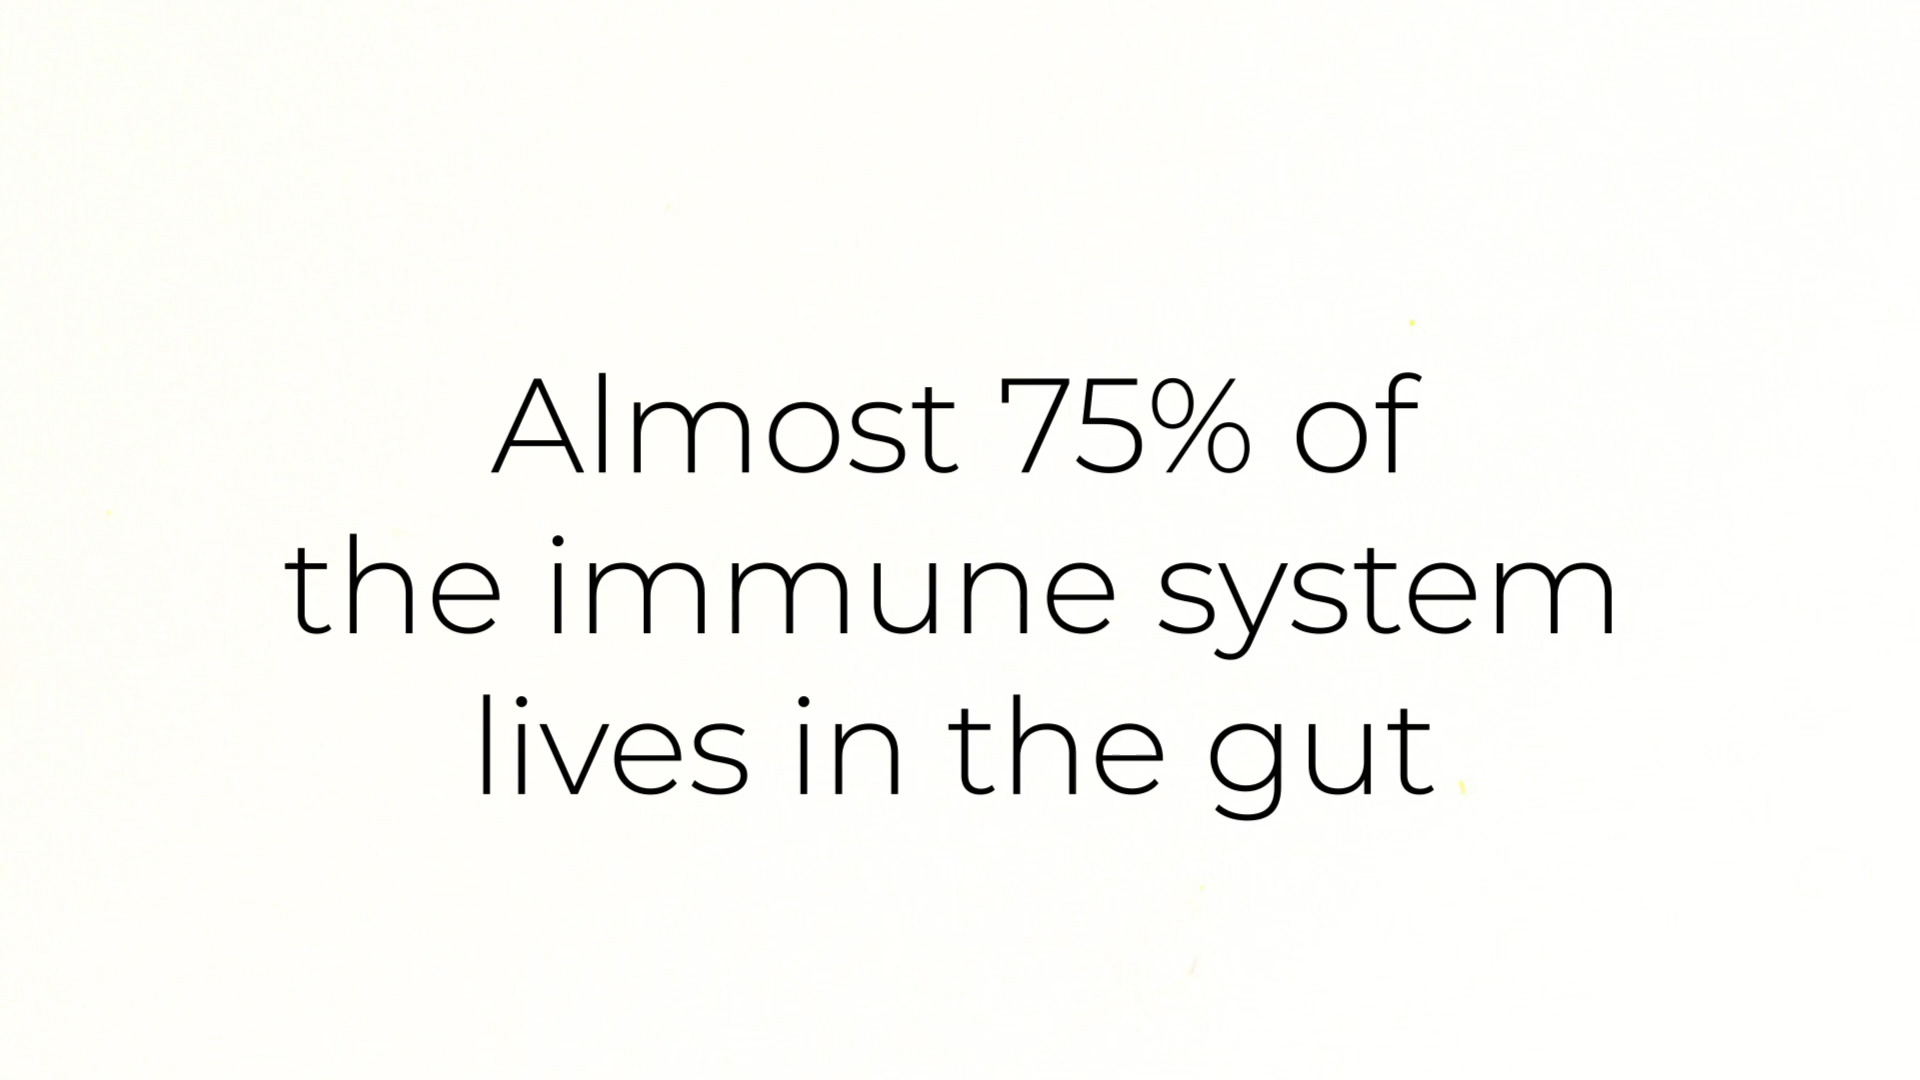 Almost 75% of
the immune system
lives in the gut